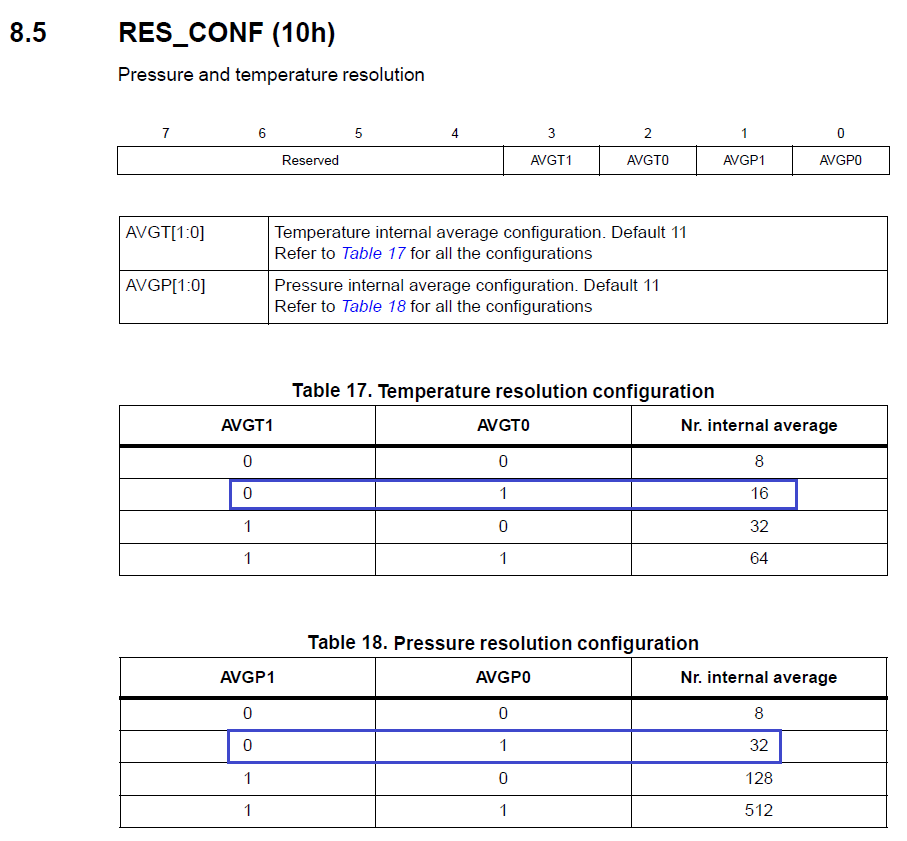 8.5 RES_CONF (10h)
Pressure and temperature resolution
7 6 5 4 3 2 1 0
Reserved AVGT1 AVGT0 AVGP1 AVGP0
AVGT[1:0] Temperature internal average configuration. Default 11
Refer to Table 17 for all the configurations
AVGP[1:0] Pressure internal average configuration. Default 11
Refer to Table 18 for all the configurations
Table 17. Temperature resolution configuration
AVGT1 AVGT0 Nr. internal average
0 0 8
0 1 16
1 0 32
1 1 64
Table 18. Pressure resolution configuration
AVGP1 AVGP0 Nr. internal average
0 0 8
0 1 32
1 0 128
1 1 512